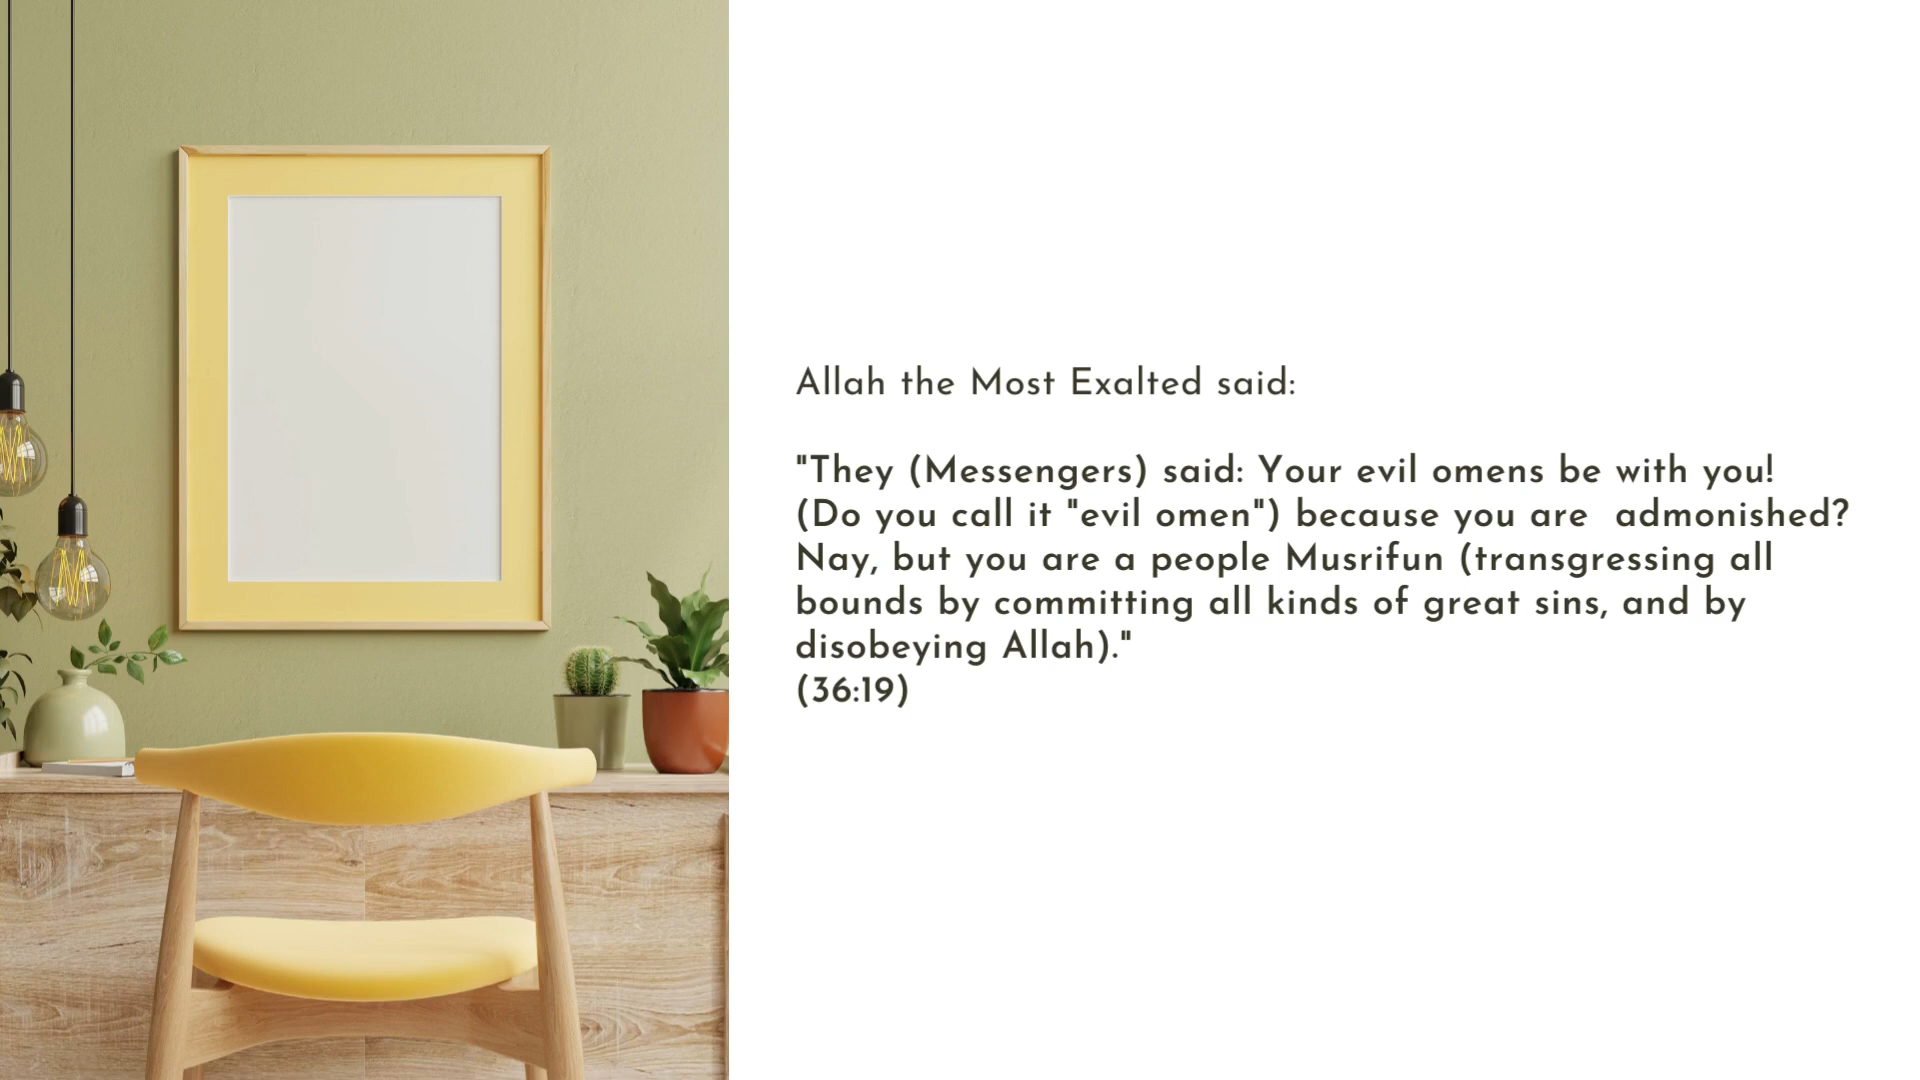 Allah the Most Exalted said:
"They (Messengers) said: Your evil omens be with you!
(Do you call it "evil omen") because you are  admonished?
Nay, but you are a people Musrifun (transgressing all
bounds by committing all kinds of great sins, and by
disobeying Allah)."
(36:19)